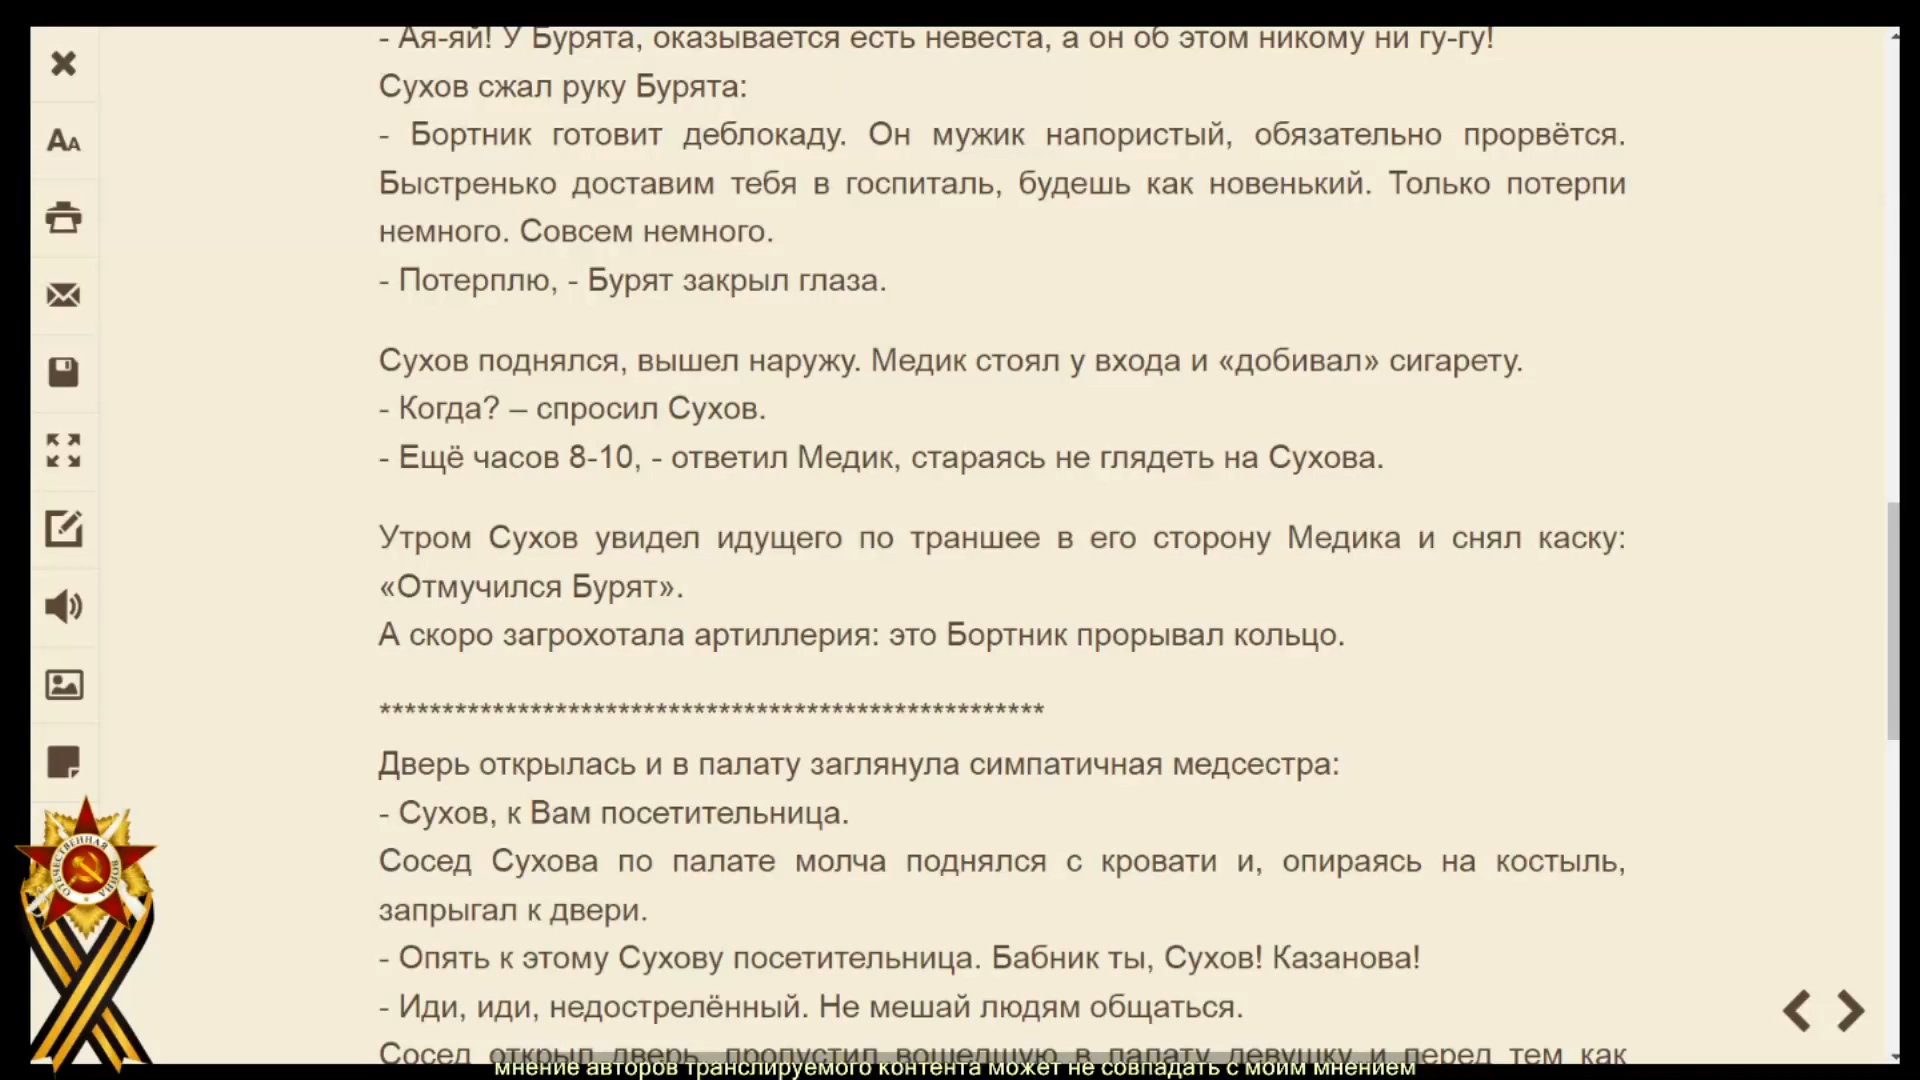 - Ая-яй! У Бурята, оказывается есть невеста, а он об этом никому ни гу-гу!
Сухов сжал руку Бурята:
- Бортник готовит деблокаду. Он мужик напористый, обязательно прорвётся.
Быстренько доставим тебя в госпиталь, будешь как новенький. Только потерпи
немного. Совсем немного.
- Потерплю, - Бурят закрыл глаза.
Сухов поднялся, вышел наружу. Медик стоял у входа и «добивал» сигарету.
- Когда? – спросил Сухов.
- Ещё часов 8-10, - ответил Медик, стараясь не глядеть на Сухова.
Утром Сухов увидел идущего по траншее в его сторону Медика и снял каску:
«Отмучился Бурят».
А скоро загрохотала артиллерия: это Бортник прорывал кольцо.
*****************************************************
Дверь открылась и в палату заглянула симпатичная медсестра:
- Сухов, к Вам посетительница.
Сосед Сухова по палате молча поднялся с кровати и, опираясь на костыль,
запрыгал к двери.
- Опять к этому Сухову посетительница. Бабник ты, Сухов! Казанова!
- Иди, иди, недострелённый. Не мешай людям общаться.
Сосед открыл дверь, пропустил вошедшую в палату девушку и перед тем как
мнение авторов транслируемого контента может не совпадать с моим мнением
AA
ОТЕЧЕСТВЕННАЯ ВОЙНА